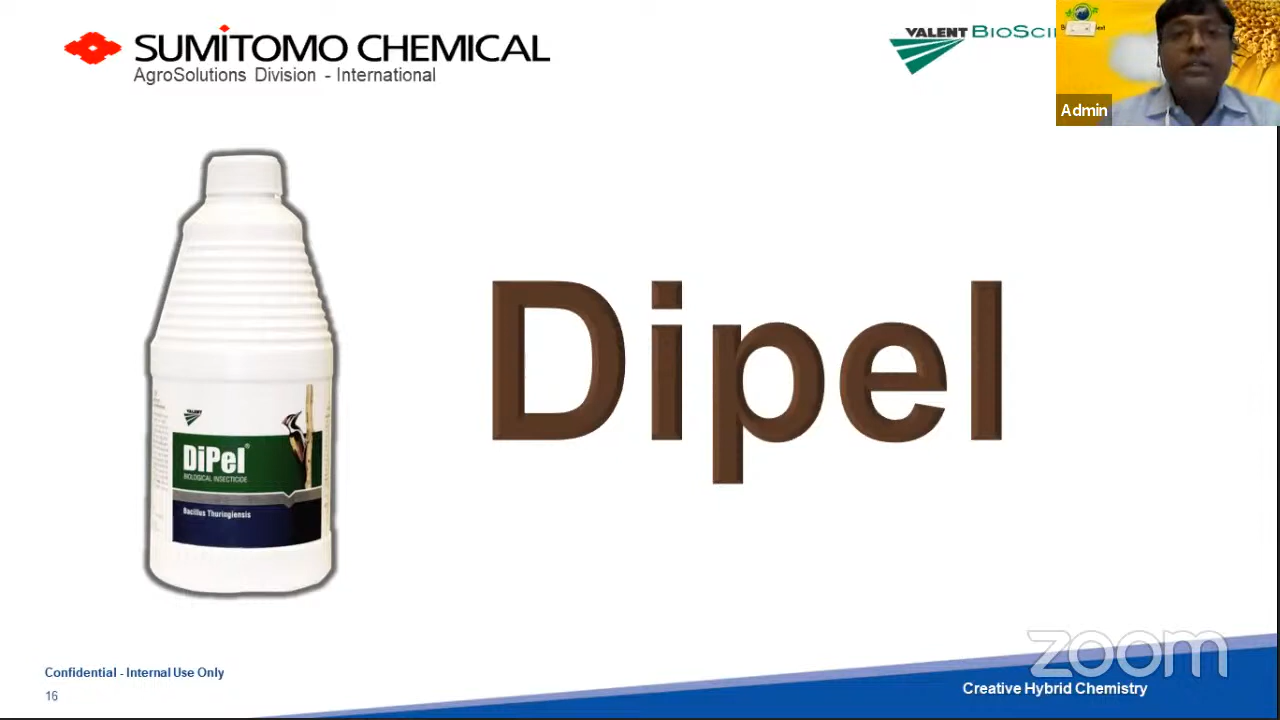 SUMITOMO CHEMICAL
AgroSolutions Division - International
VALENT
Admin
Dipel
VALENT
DiPel®
BIOLOGICAL INSECTICIDE
Bacillus Thuringiensis
Confidential - Internal Use Only
16
Creative Hybrid Chemistry
zoom